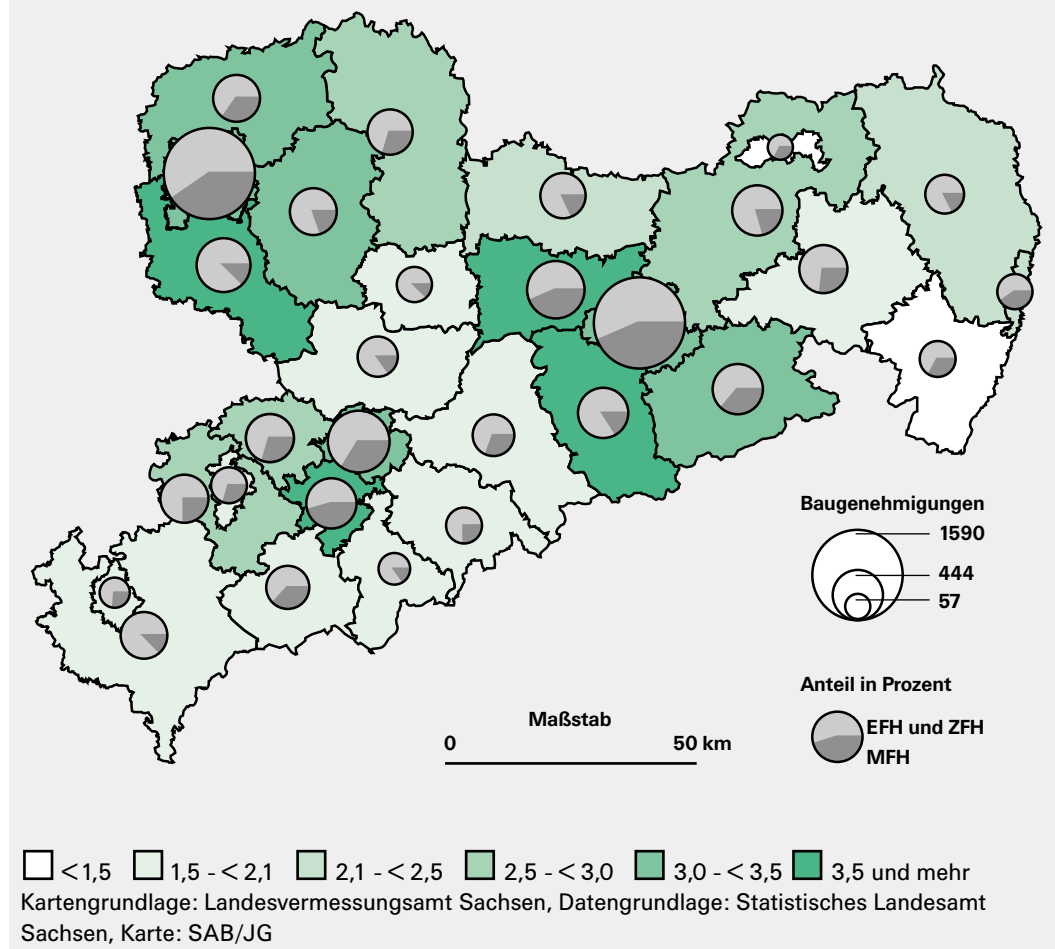 Baugenehmigungen
1590
444
57
Anteil in Prozent
EFH und ZFH
MFH
Maßstab
0 50 km
<1,5 1,5 - <2,1 2,1 - <2,5 2,5 - <3,0 3,0 - <3,5 3,5 und mehr
Kartengrundlage: Landesvermessungsamt Sachsen, Datengrundlage: Statistisches Landesamt
Sachsen, Karte: SAB/JG